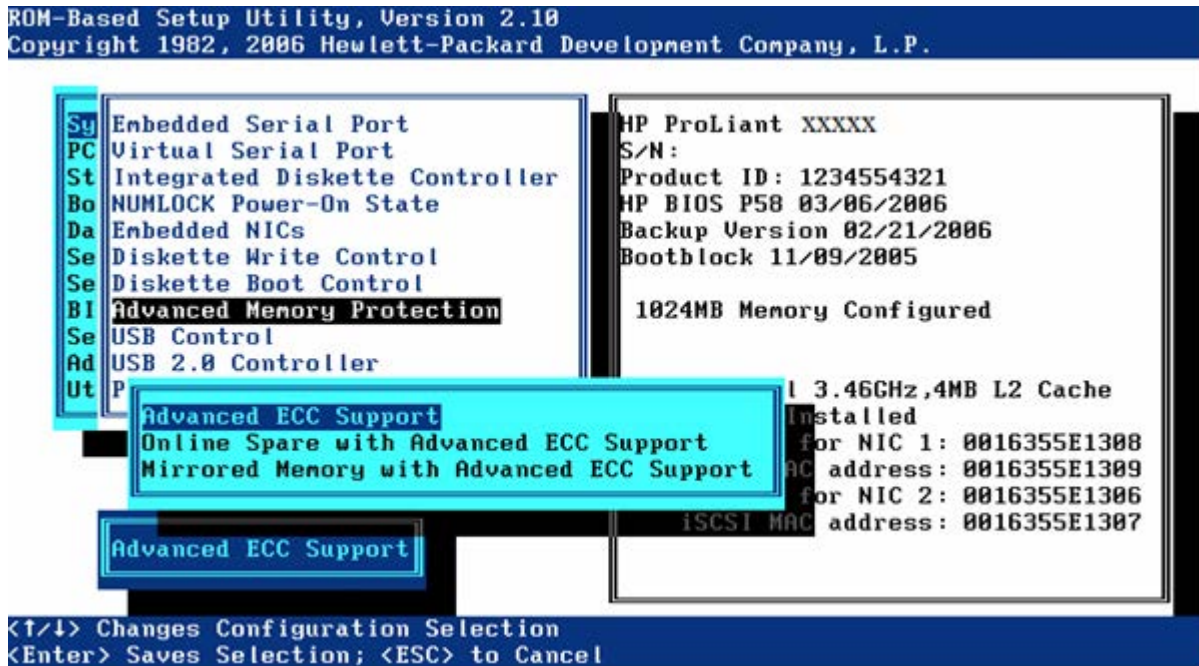 ROM-Based Setup Utility, Version 2.10
Copyright 1982, 2006 Hewlett-Packard Development Company, L.P.
Sy
PC
St
Bo
Da
Se
Se
BI
Se
Ad
Ut
Embedded Serial Port
Virtual Serial Port
Integrated Diskette Controller
NUMLOCK Power-On State
Embedded NICs
Diskette Write Control
Diskette Boot Control
Advanced Memory Protection
USB Control
USB 2.0 Controller
P
Advanced ECC Support
Online Spare with Advanced ECC Support
Mirrored Memory with Advanced ECC Support
Advanced ECC Support
HP ProLiant XXXXX
S/N:
Product ID: 1234554321
HP BIOS P58 03/06/2006
Backup Version 02/21/2006
Bootblock 11/09/2005
1024MB Memory Configured
l 3.46GHz,4MB L2 Cache
Installed
for NIC 1: 0016355E1308
AC address: 0016355E1309
for NIC 2: 0016355E1306
iSCSI MAC address: 0016355E1307
<↑/↓> Changes Configuration Selection
<Enter> Saves Selection; <ESC> to Cancel